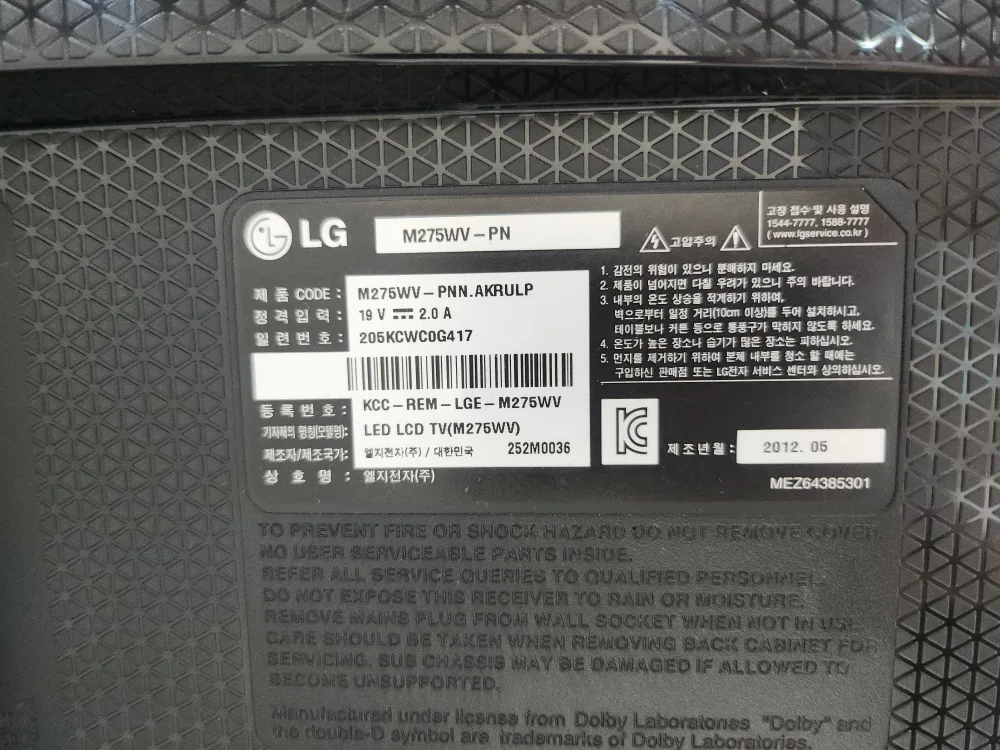 LG
M275WV-PN
고압주의
고장 접수 및 사용 설명
1544-7777, 1588-7777
( www.lgservice.co.kr )
제 품 CODE : M275WV-PNN.AKRULP
정 격 입 력 : 19 V 2.0 A
일 련 번 호 : 205KCWC0G417
등 록 번 호 : KCC-REM-LGE-M275WV
기자재의 명칭(모델명): LED LCD TV(M275WV)
제조자/제조국가: 엘지전자(주) / 대한민국 252M0036
상 호 명 : 엘지전자(주)
1. 감전의 위험이 있으니 분해하지 마세요.
2. 제품이 넘어지면 다칠 우려가 있으니 주의 바랍니다.
3. 내부의 온도 상승을 적게하기 위하여,
벽으로부터 일정 거리(10cm 이상)를 두어 설치하시고,
테이블보나 커튼 등으로 통풍구가 막히지 않도록 하세요.
4. 온도가 높은 장소나 습기가 많은 장소는 피하십시오.
5. 먼지를 제거하기 위하여 본체 내부를 청소 할 때에는
구입하신 판매점 또는 LG전자 서비스 센터와 상의하십시오.
제 조 년 월 : 2012. 05
MEZ64385301
TO PREVENT FIRE OR SHOCK HAZARD DO NOT REMOVE COVER.
NO USER SERVICEABLE PARTS INSIDE.
REFER ALL SERVICE QUERIES TO QUALIFIED PERSONNEL.
DO NOT EXPOSE THIS RECEIVER TO RAIN OR MOISTURE.
REMOVE MAINS PLUG FROM WALL SOCKET WHEN NOT IN USE.
CARE SHOULD BE TAKEN WHEN REMOVING BACK CABINET FOR
SERVICING. SUB CHASSIS MAY BE DAMAGED IF ALLOWED TO
BECOME UNSUPPORTED.
Manufactured under license from Dolby Laboratories "Dolby" and
the double-D symbol are trademarks of Dolby Laboratories.